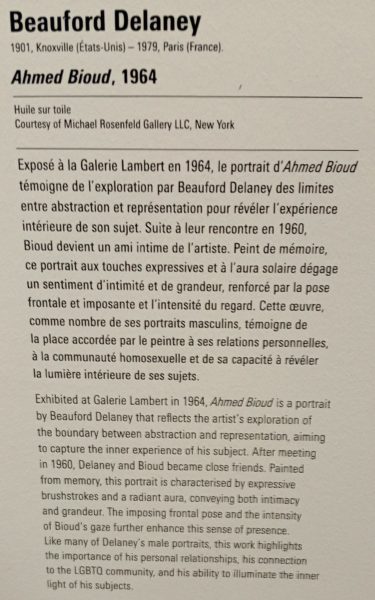 Beauford Delaney
1901, Knoxville (États-Unis) – 1979, Paris (France).
Ahmed Bioud, 1964
Huile sur toile
Courtesy of Michael Rosenfeld Gallery LLC, New York
Exposé à la Galerie Lambert en 1964, le portrait d'Ahmed Bioud
témoigne de l'exploration par Beauford Delaney des limites
entre abstraction et représentation pour révéler l'expérience
intérieure de son sujet. Suite à leur rencontre en 1960,
Bioud devient un ami intime de l'artiste. Peint de mémoire,
ce portrait aux touches expressives et à l'aura solaire dégage
un sentiment d'intimité et de grandeur, renforcé par la pose
frontale et imposante et l'intensité du regard. Cette œuvre,
comme nombre de ses portraits masculins, témoigne de
la place accordée par le peintre à ses relations personnelles,
à la communauté homosexuelle et de sa capacité à révéler
la lumière intérieure de ses sujets.
Exhibited at Galerie Lambert in 1964, Ahmed Bioud is a portrait
by Beauford Delaney that reflects the artist's exploration of
the boundary between abstraction and representation, aiming
to capture the inner experience of his subject. After meeting
in 1960, Delaney and Bioud became close friends. Painted
from memory, this portrait is characterised by expressive
brushstrokes and a radiant aura, conveying both intimacy
and grandeur. The imposing frontal pose and the intensity
of Bioud's gaze further enhance this sense of presence.
Like many of Delaney's male portraits, this work highlights
the importance of his personal relationships, his connection
to the LGBTQ community, and his ability to illuminate the inner
light of his subjects.